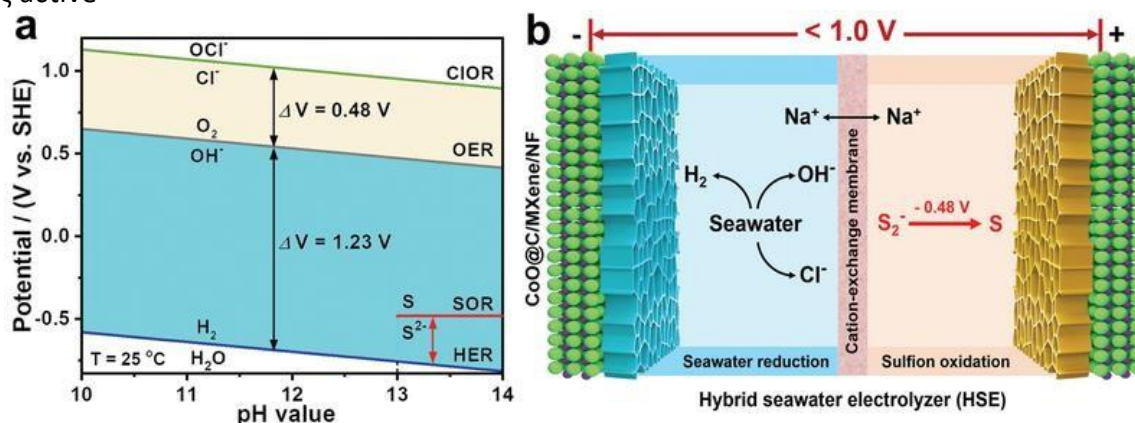 ς active
a
OCl⁻
ClOR
Cl⁻
ΔV = 0.48 V
O₂
OER
OH⁻
ΔV = 1.23 V
S
SOR
S²⁻
H₂
HER
T = 25 °C
H₂O
1.0
0.5
0.0
-0.5
10
11
12
13
14
Potential / (V vs. SHE)
pH value
b
-
< 1.0 V
+
CoO@C/MXene/NF
Na⁺
Na⁺
H₂
OH⁻
Seawater
Cl⁻
Cation-exchange membrane
- 0.48 V
S₂⁻
S
Seawater reduction
Sulfion oxidation
Hybrid seawater electrolyzer (HSE)